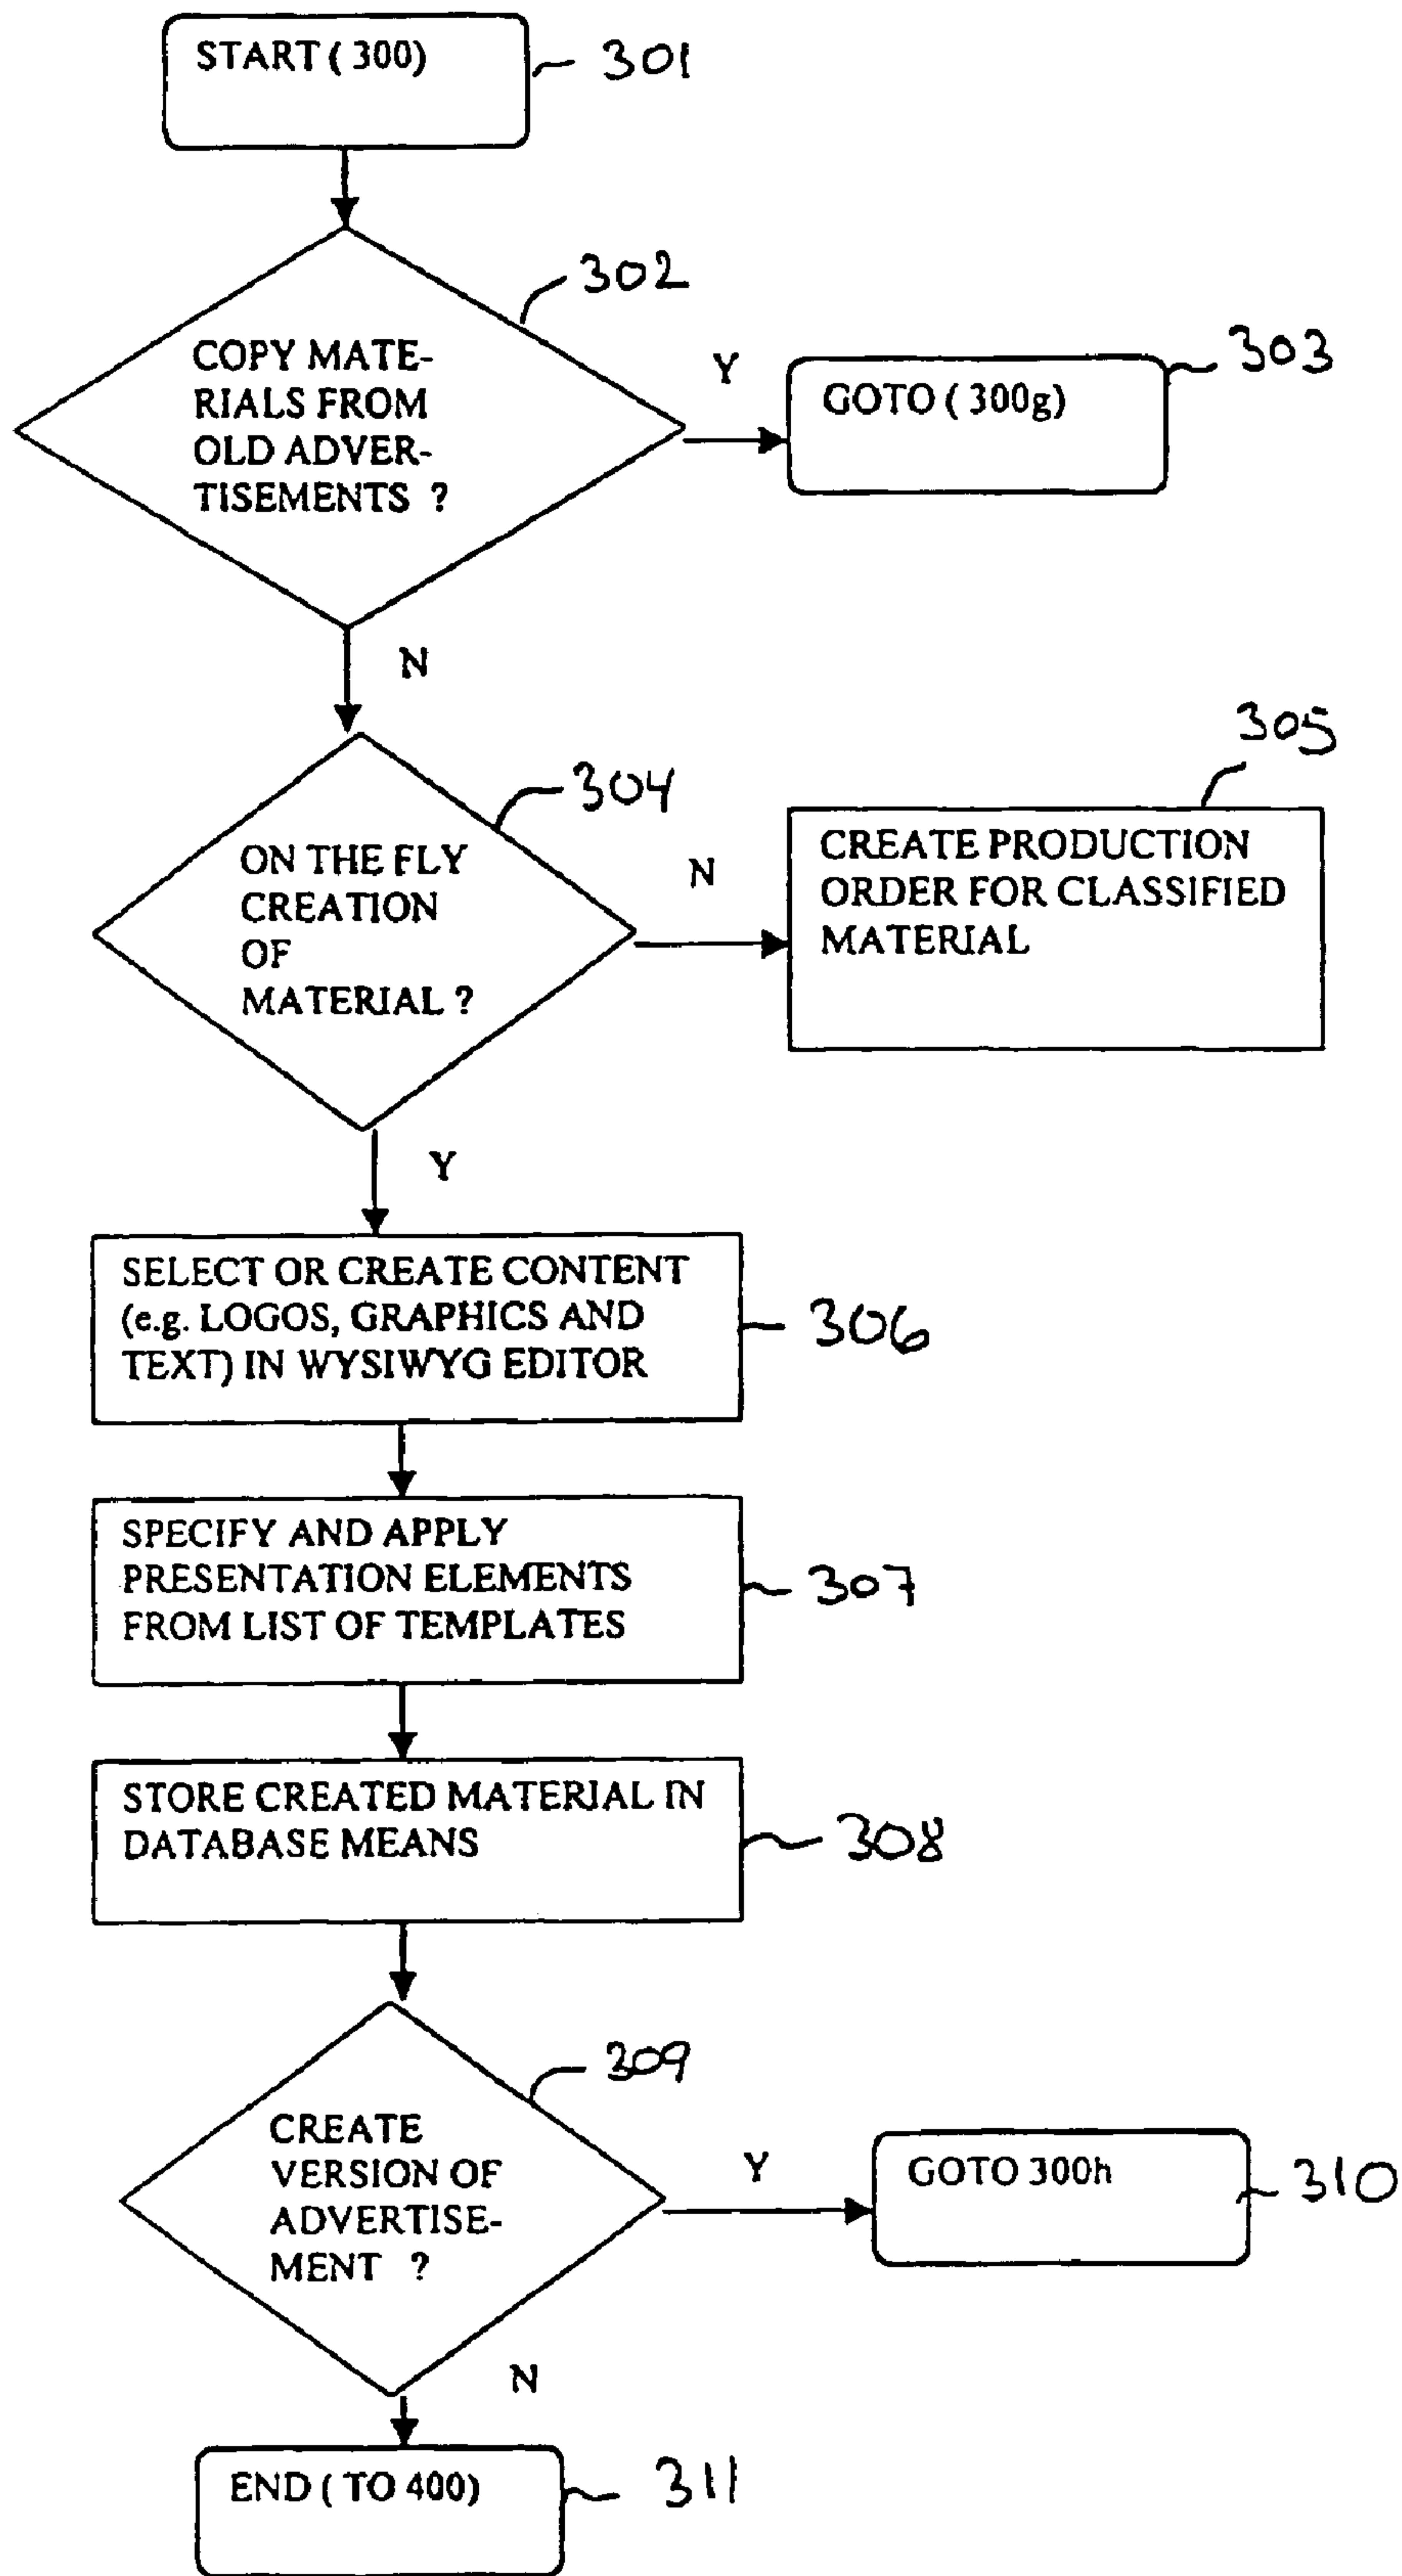 START ( 300)
301
302
COPY MATE-
RIALS FROM
OLD ADVER-
TISEMENTS ?
Y
GOTO ( 300g)
303
N
304
ON THE FLY
CREATION
OF
MATERIAL ?
N
305
CREATE PRODUCTION
ORDER FOR CLASSIFIED
MATERIAL
Y
SELECT OR CREATE CONTENT
(e.g. LOGOS, GRAPHICS AND
TEXT) IN WYSIWYG EDITOR
306
SPECIFY AND APPLY
PRESENTATION ELEMENTS
FROM LIST OF TEMPLATES
307
STORE CREATED MATERIAL IN
DATABASE MEANS
308
309
CREATE
VERSION OF
ADVERTISE-
MENT ?
Y
GOTO 300h
310
N
END ( TO 400)
311